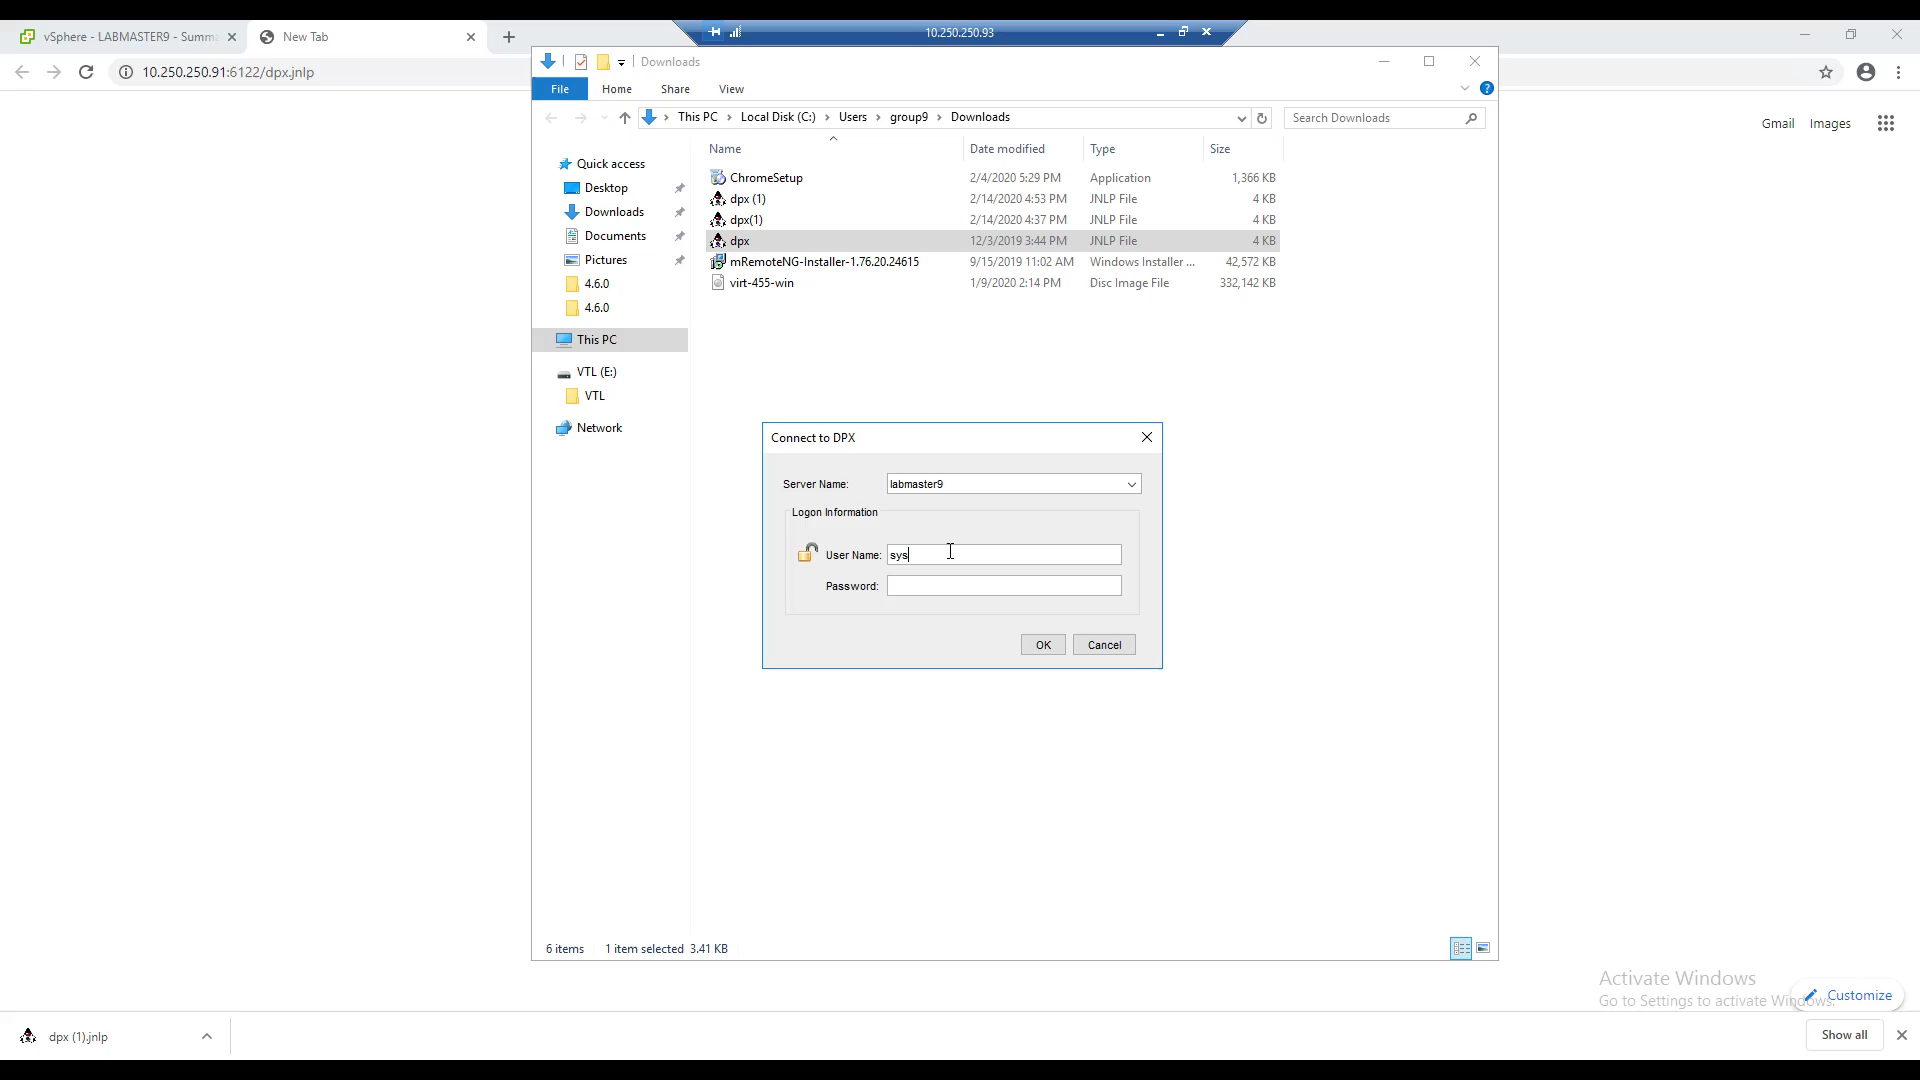 10.250.250.93
vSphere - LABMASTER9 - Summa
New Tab
10.250.250.91:6122/dpx.jnlp
Downloads
File Home Share View
This PC Local Disk (C:) Users group9 Downloads
Search Downloads
Gmail Images
Name Date modified Type Size
Quick access
Desktop
Downloads
Documents
Pictures
4.6.0
4.6.0
This PC
VTL (E:)
VTL
Network
ChromeSetup 2/4/2020 5:29 PM Application 1,366 KB
dpx (1) 2/14/2020 4:53 PM JNLP File 4 KB
dpx(1) 2/14/2020 4:37 PM JNLP File 4 KB
dpx 12/3/2019 3:44 PM JNLP File 4 KB
mRemoteNG-Installer-1.76.20.24615 9/15/2019 11:02 AM Windows Installer ... 42,572 KB
virt-455-win 1/9/2020 2:14 PM Disc Image File 332,142 KB
Connect to DPX
Server Name: labmaster9
Logon Information
User Name: sys
Password:
OK Cancel
6 items 1 item selected 3.41 KB
Activate Windows
Go to Settings to activate Windows.
Customize
dpx (1).jnlp
Show all